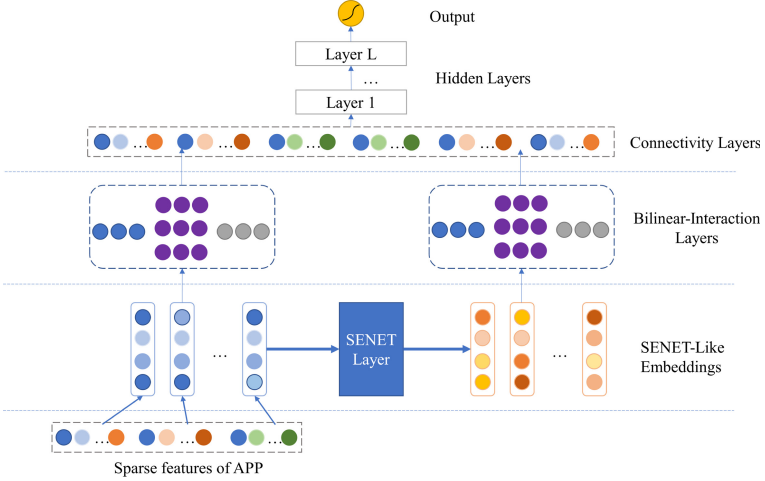 Output
Layer L
...
Hidden Layers
Layer 1
... ... ... ... ... ...
Connectivity Layers
Bilinear-Interaction
Layers
... SENET
Layer
...
SENET-Like
Embeddings
... ... ...
Sparse features of APP